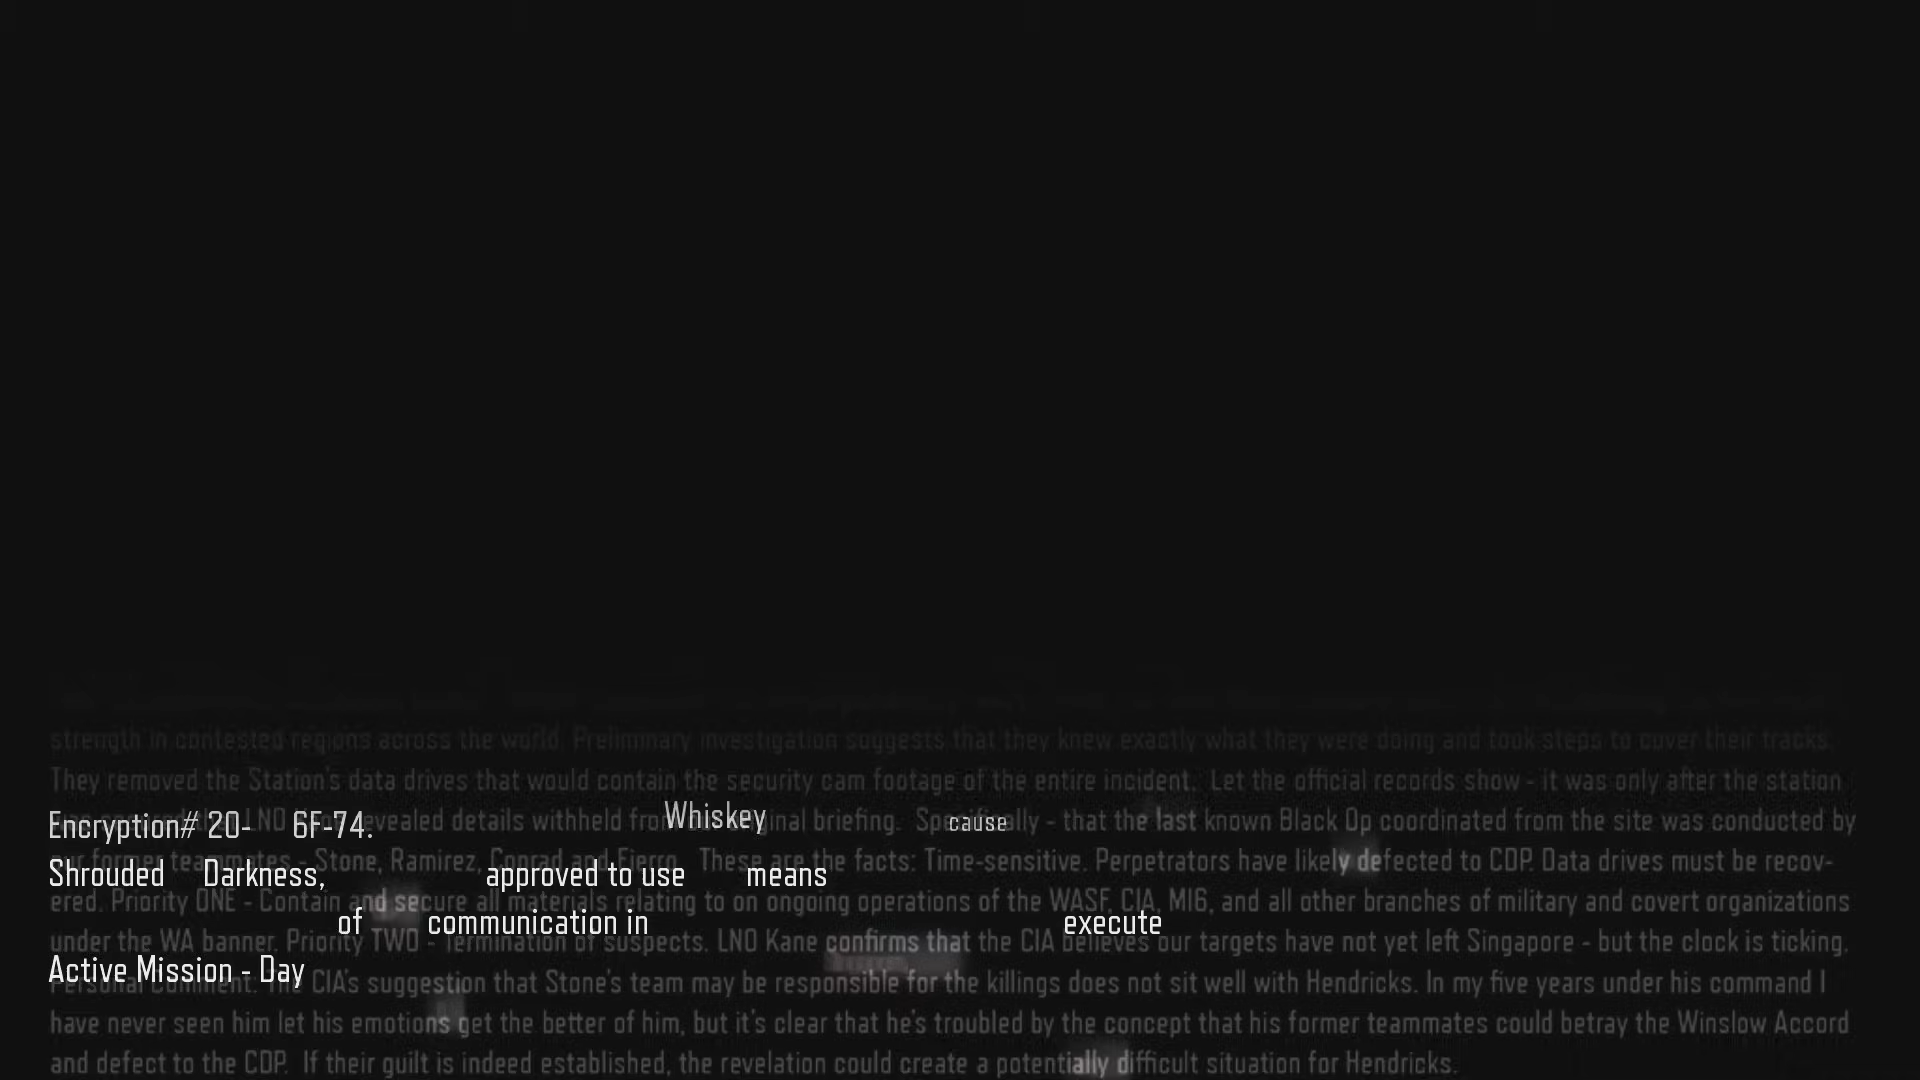 strength in contested regions across the world. Preliminary investigation suggests that they knew exactly what they were doing and took steps to cover their tracks.
They removed the Station's data drives that would contain the security cam footage of the entire incident. Let the official records show - it was only after the station
Encryption# 20- 6F-74. Whiskey cause
LNO revealed details withheld from original briefing. Specifically - that the last known Black Op coordinated from the site was conducted by
our former teammates - Stone, Ramirez, Conrad and Fierro. These are the facts: Time-sensitive. Perpetrators have likely defected to CDP. Data drives must be recov-
Shrouded Darkness, approved to use means
ered. Priority ONE - Contain and secure all materials relating to on ongoing operations of the WASF, CIA, MI6, and all other branches of military and covert organizations
of communication in execute
under the WA banner. Priority TWO - Termination of suspects. LNO Kane confirms that the CIA believes our targets have not yet left Singapore - but the clock is ticking.
Active Mission - Day
Personal Comment: The CIA's suggestion that Stone's team may be responsible for the killings does not sit well with Hendricks. In my five years under his command I
have never seen him let his emotions get the better of him, but it's clear that he's troubled by the concept that his former teammates could betray the Winslow Accord
and defect to the CDP. If their guilt is indeed established, the revelation could create a potentially difficult situation for Hendricks.